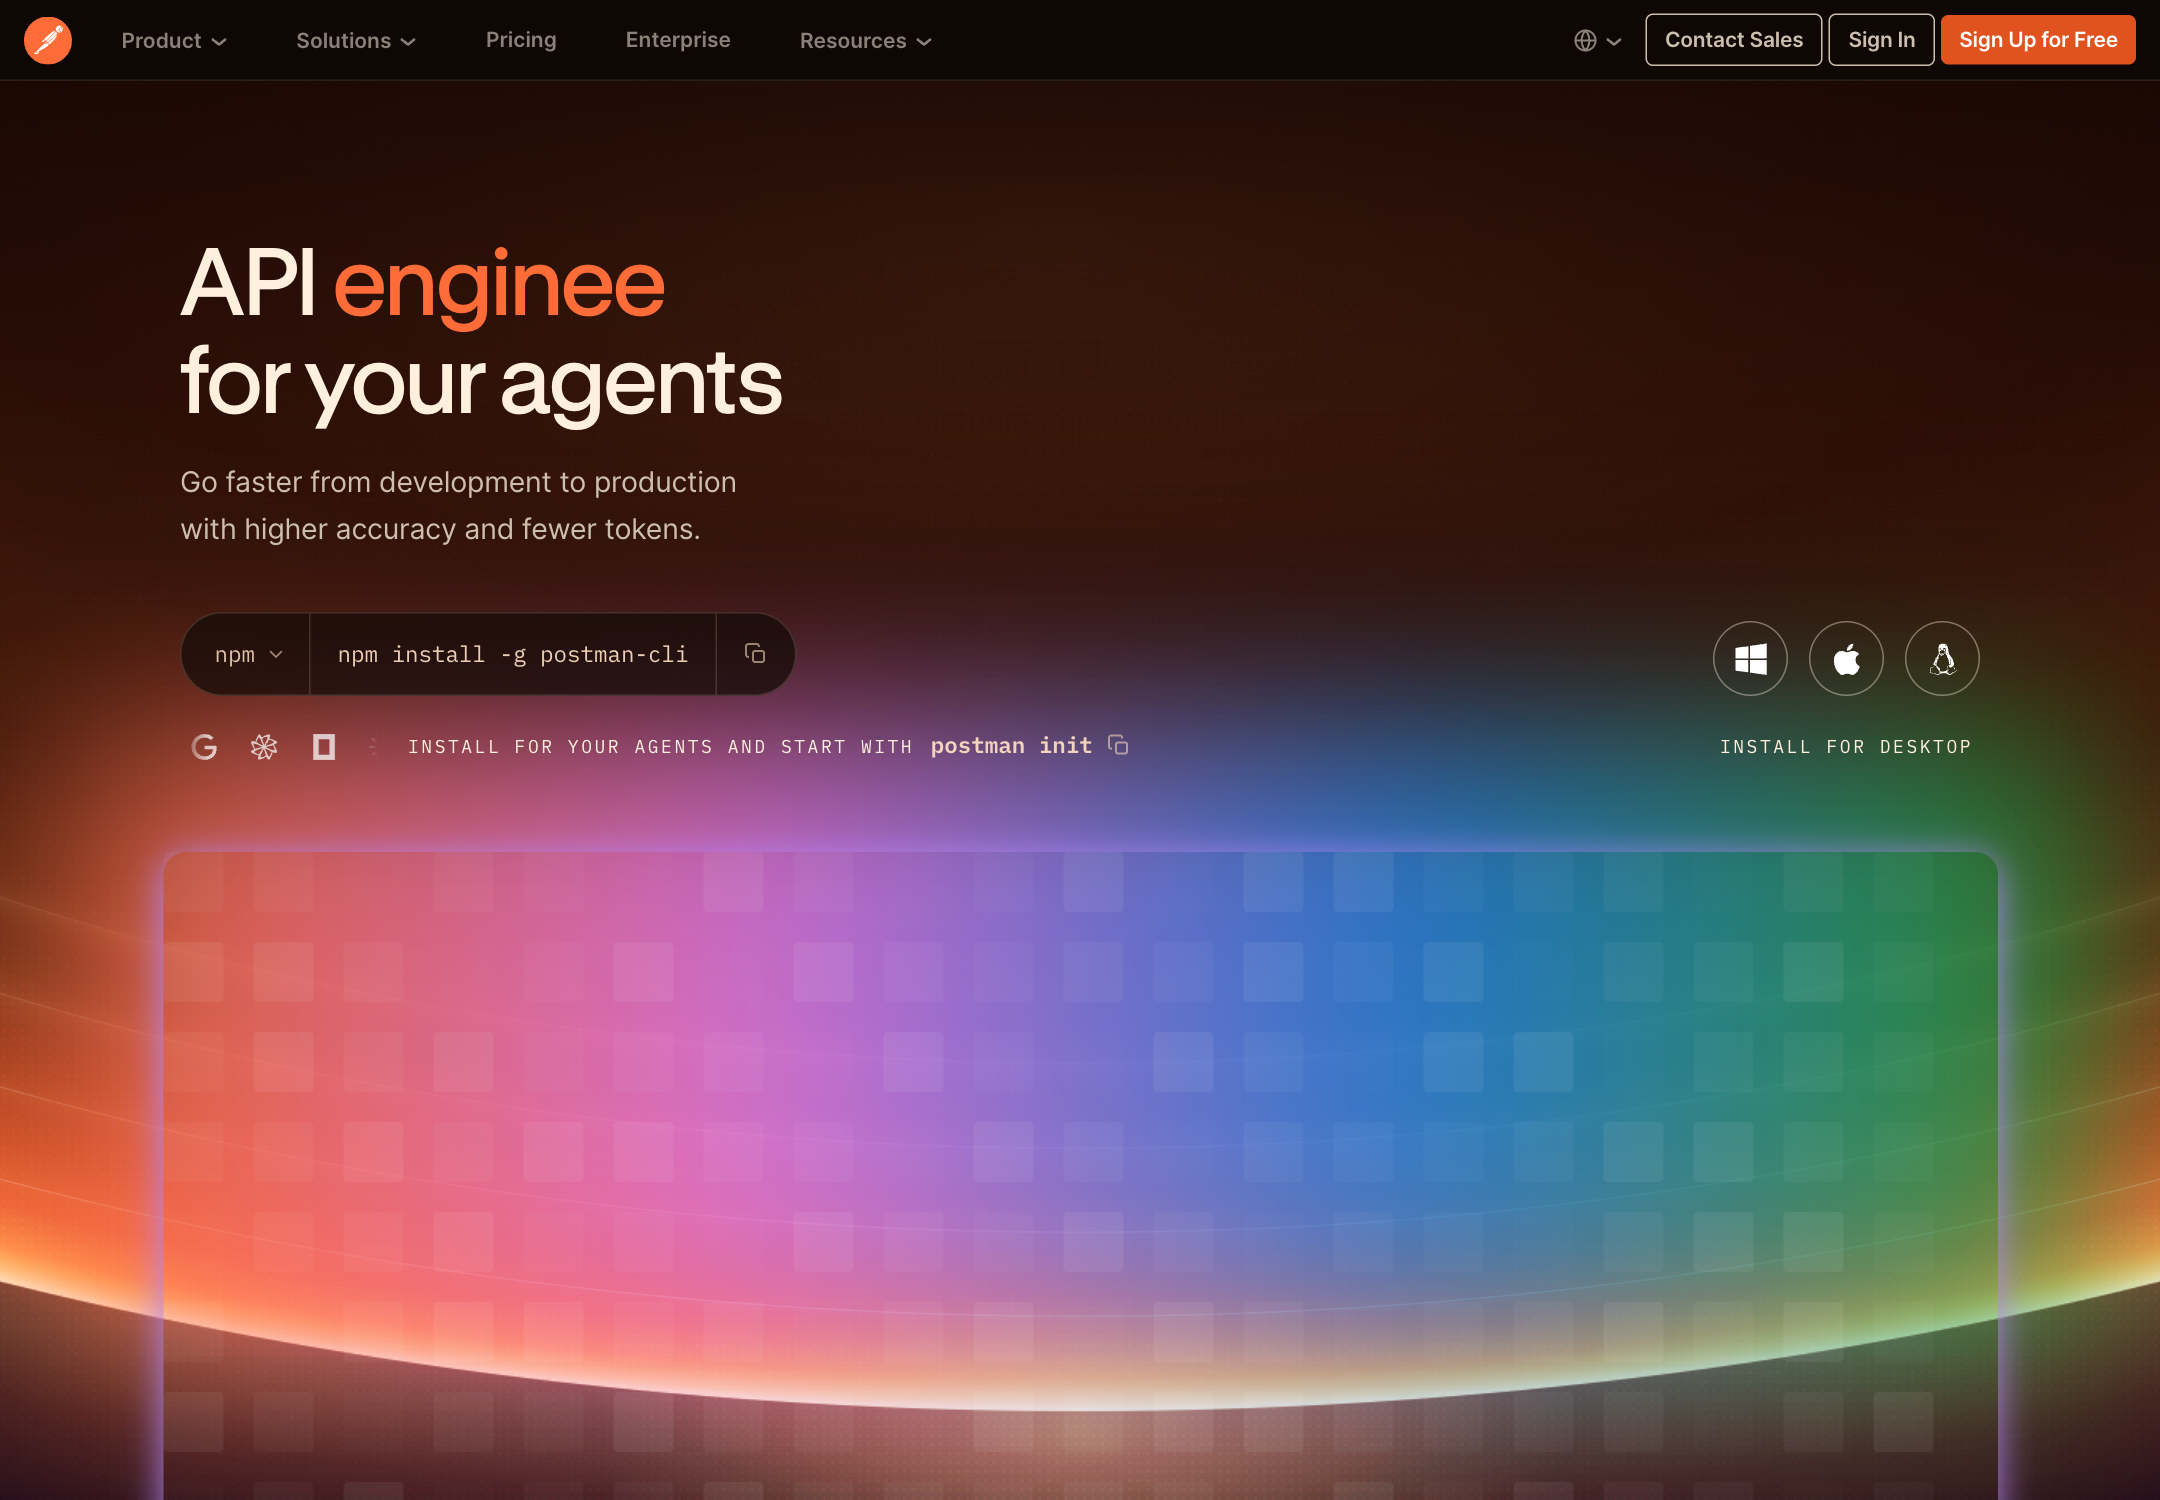 Product
Solutions
Pricing
Enterprise
Resources
Contact Sales
Sign In
Sign Up for Free
API enginee
for your agents
Go faster from development to production
with higher accuracy and fewer tokens.
npm
npm install -g postman-cli
INSTALL FOR YOUR AGENTS AND START WITH postman init
INSTALL FOR DESKTOP